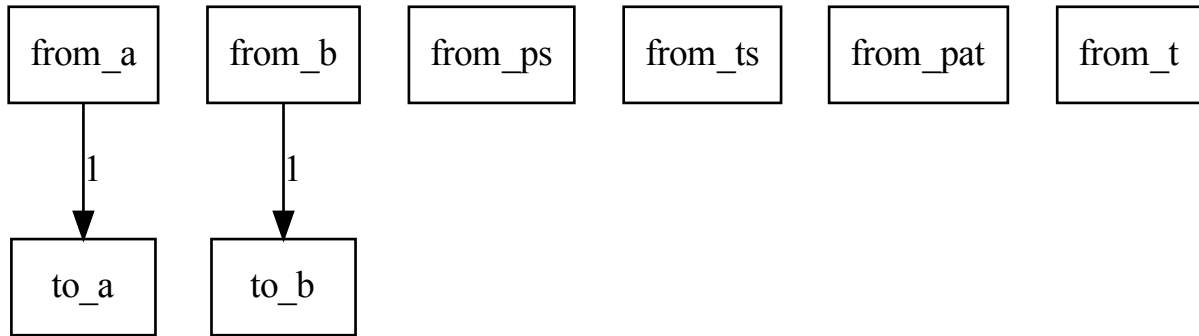 from_a from_b from_ps from_ts from_pat from_t
1 1
to_a to_b